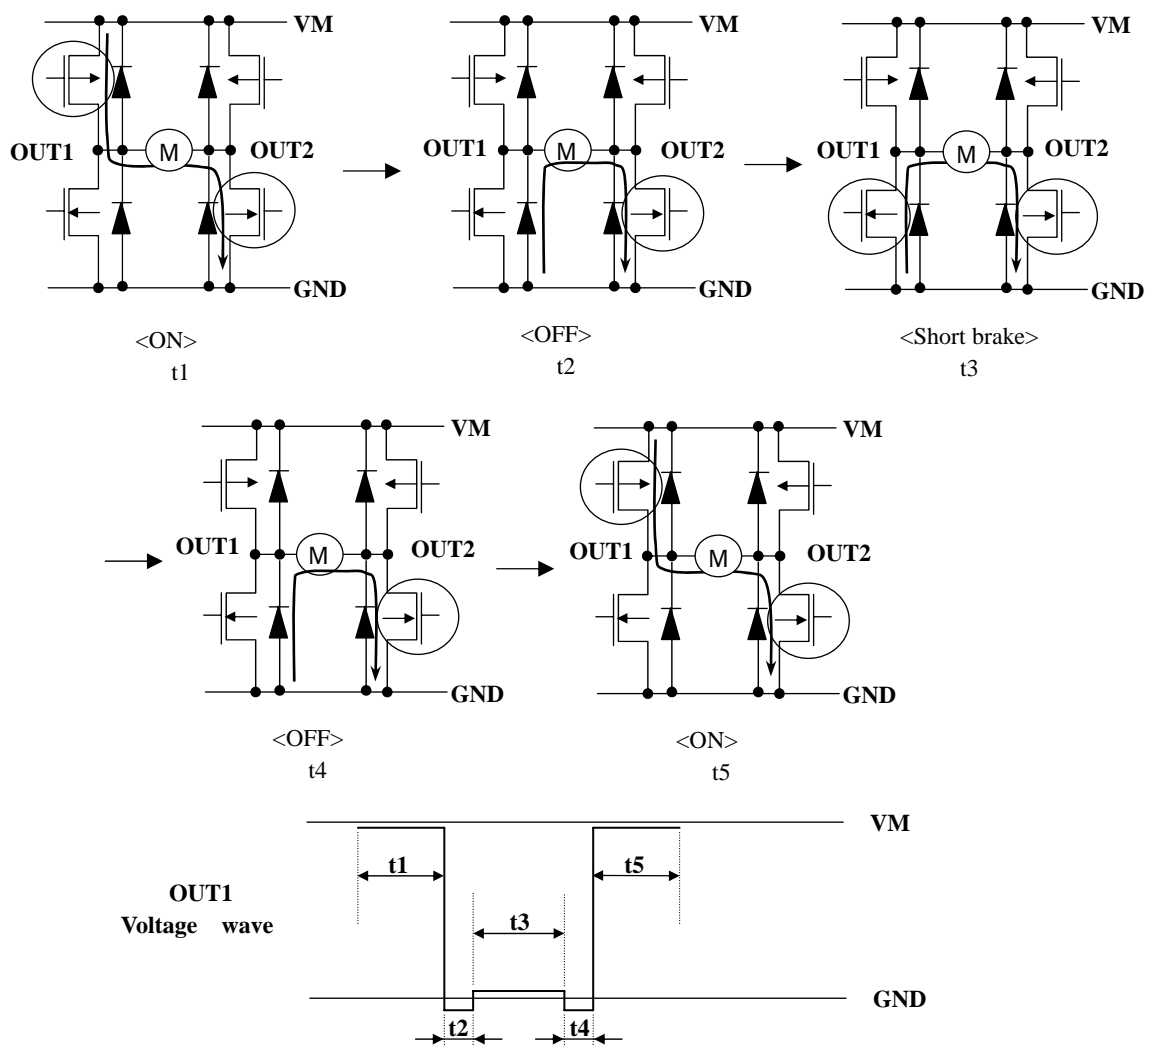 VM
VM
VM
M
M
M
OUT1
OUT2
OUT1
OUT2
OUT1
OUT2
GND
GND
GND
<ON>
<OFF>
<Short brake>
t1
t2
t3
VM
VM
OUT1
M
OUT2
OUT1
M
OUT2
GND
GND
<OFF>
<ON>
t4
t5
VM
t1
t5
OUT1
Voltage wave
t3
GND
t2
t4